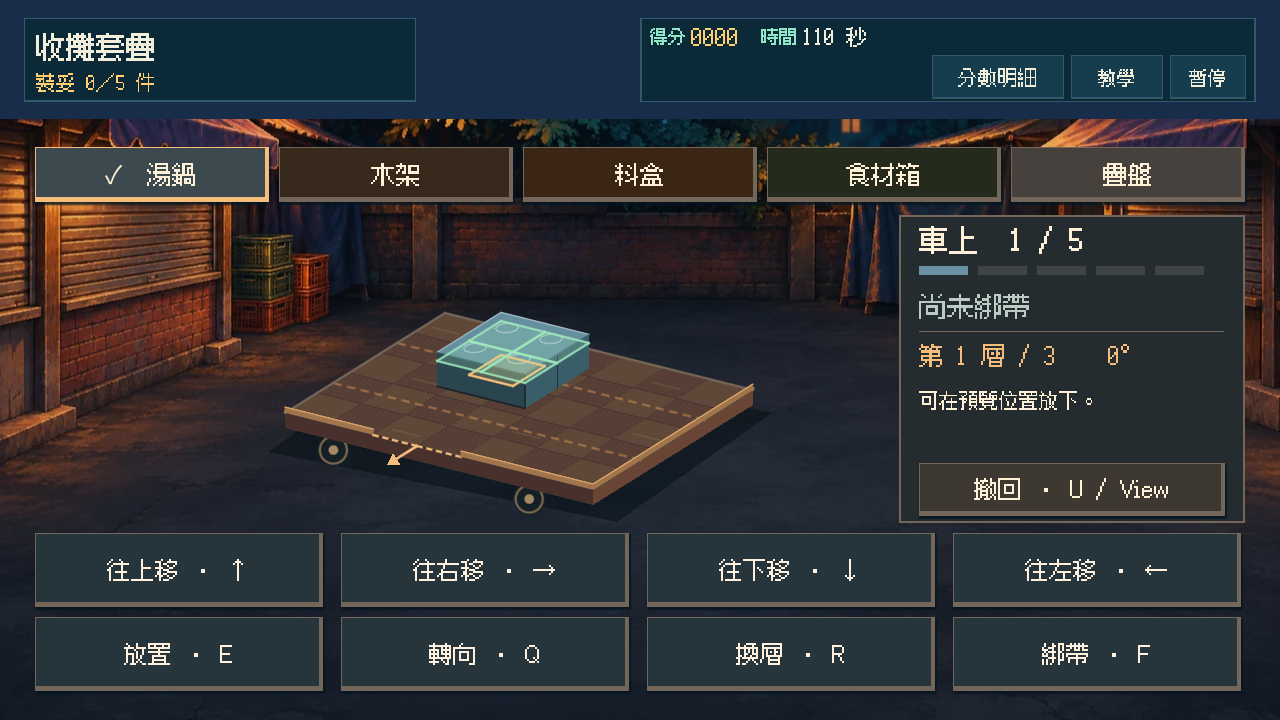 收攤套疊
裝妥 0/5 件
得分 0000 時間 110 秒
分數明細 教學 暫停
✓ 湯鍋 木架 料盒 食材箱 疊盤
車上 1 / 5
尚未綁帶
第 1 層 / 3 0°
可在預覽位置放下。
撤回 · U / View
往上移 · ↑ 往右移 · → 往下移 · ↓ 往左移 · ←
放置 · E 轉向 · Q 換層 · R 綁帶 · F